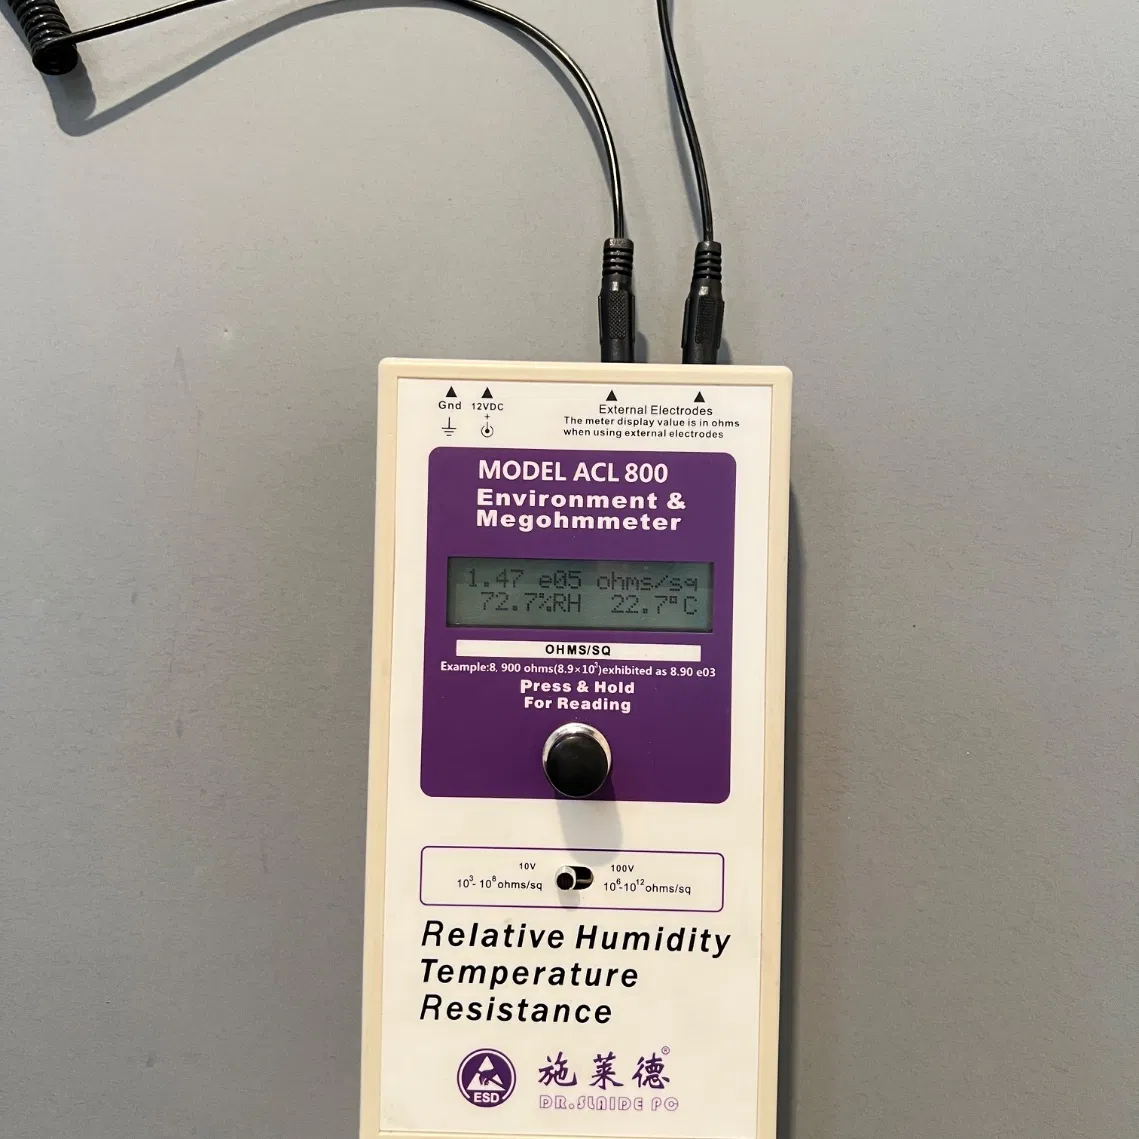 Gnd 12VDC
+
External Electrodes
The meter display value is in ohms
when using external electrodes
MODEL ACL 800
Environment &
Megohmmeter
1.47 e05 ohms/sq
72.7%RH 22.7°C
OHMS/SQ
Example:8, 900 ohms(8.9×10³)exhibited as 8.90 e03
Press & Hold
For Reading
10V 100V
10³- 10⁸ohms/sq 10⁶-10¹²ohms/sq
Relative Humidity
Temperature
Resistance
ESD
施莱德®
DR.SLAIDE PC